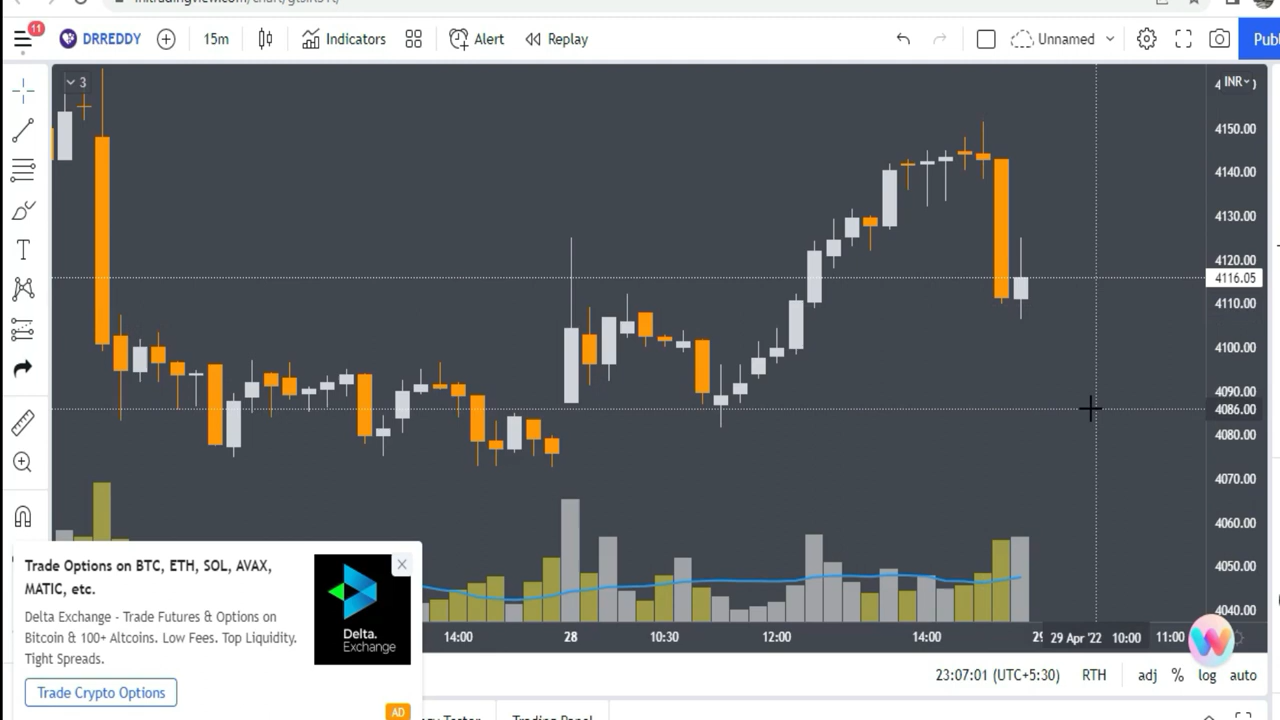 11
DRREDDY
15m
Indicators
Alert
Replay
Unnamed
3
INR
4150.00
4140.00
4130.00
4120.00
4116.05
4110.00
4100.00
4090.00
4086.00
4080.00
4070.00
4060.00
4050.00
4040.00
Trade Options on BTC, ETH, SOL, AVAX,
MATIC, etc.
Delta Exchange - Trade Futures & Options on
Bitcoin & 100+ Altcoins. Low Fees. Top Liquidity.
Tight Spreads.
Trade Crypto Options
Delta.
Exchange
AD
14:00
28
10:30
12:00
14:00
29 Apr '22
10:00
11:00
23:07:01 (UTC+5:30)
RTH
adj
%
log
auto
Trading Panel